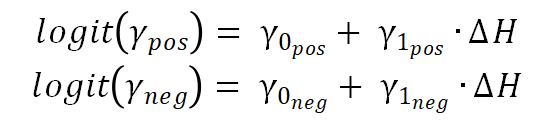 logit(γ_pos) = γ_0_pos + γ_1_pos · ΔH
logit(γ_neg) = γ_0_neg + γ_1_neg · ΔH